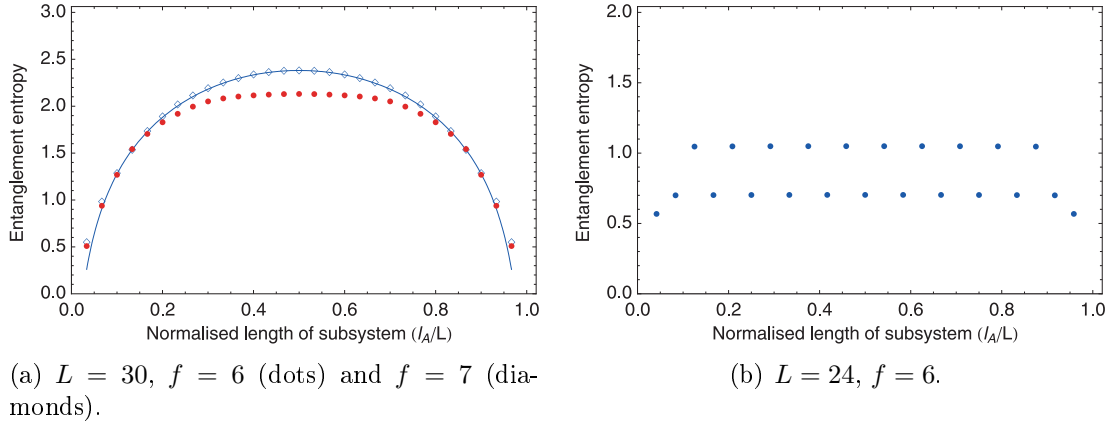 3.0
2.5
2.0
1.5
1.0
0.5
0.0
Entanglement entropy
0.0 0.2 0.4 0.6 0.8 1.0
Normalised length of subsystem (l_A/L)
(a) L = 30, f = 6 (dots) and f = 7 (dia-
monds).
2.0
1.5
1.0
0.5
0.0
Entanglement entropy
0.0 0.2 0.4 0.6 0.8 1.0
Normalised length of subsystem (l_A/L)
(b) L = 24, f = 6.